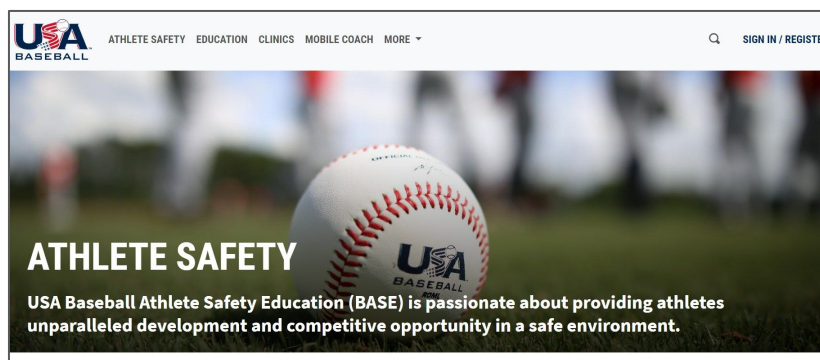 USA
BASEBALL
ATHLETE SAFETY EDUCATION CLINICS MOBILE COACH MORE
SIGN IN / REGISTE
OFFICIAL
USA
BASEBALL
ATHLETE SAFETY
USA Baseball Athlete Safety Education (BASE) is passionate about providing athletes
unparalleled development and competitive opportunity in a safe environment.